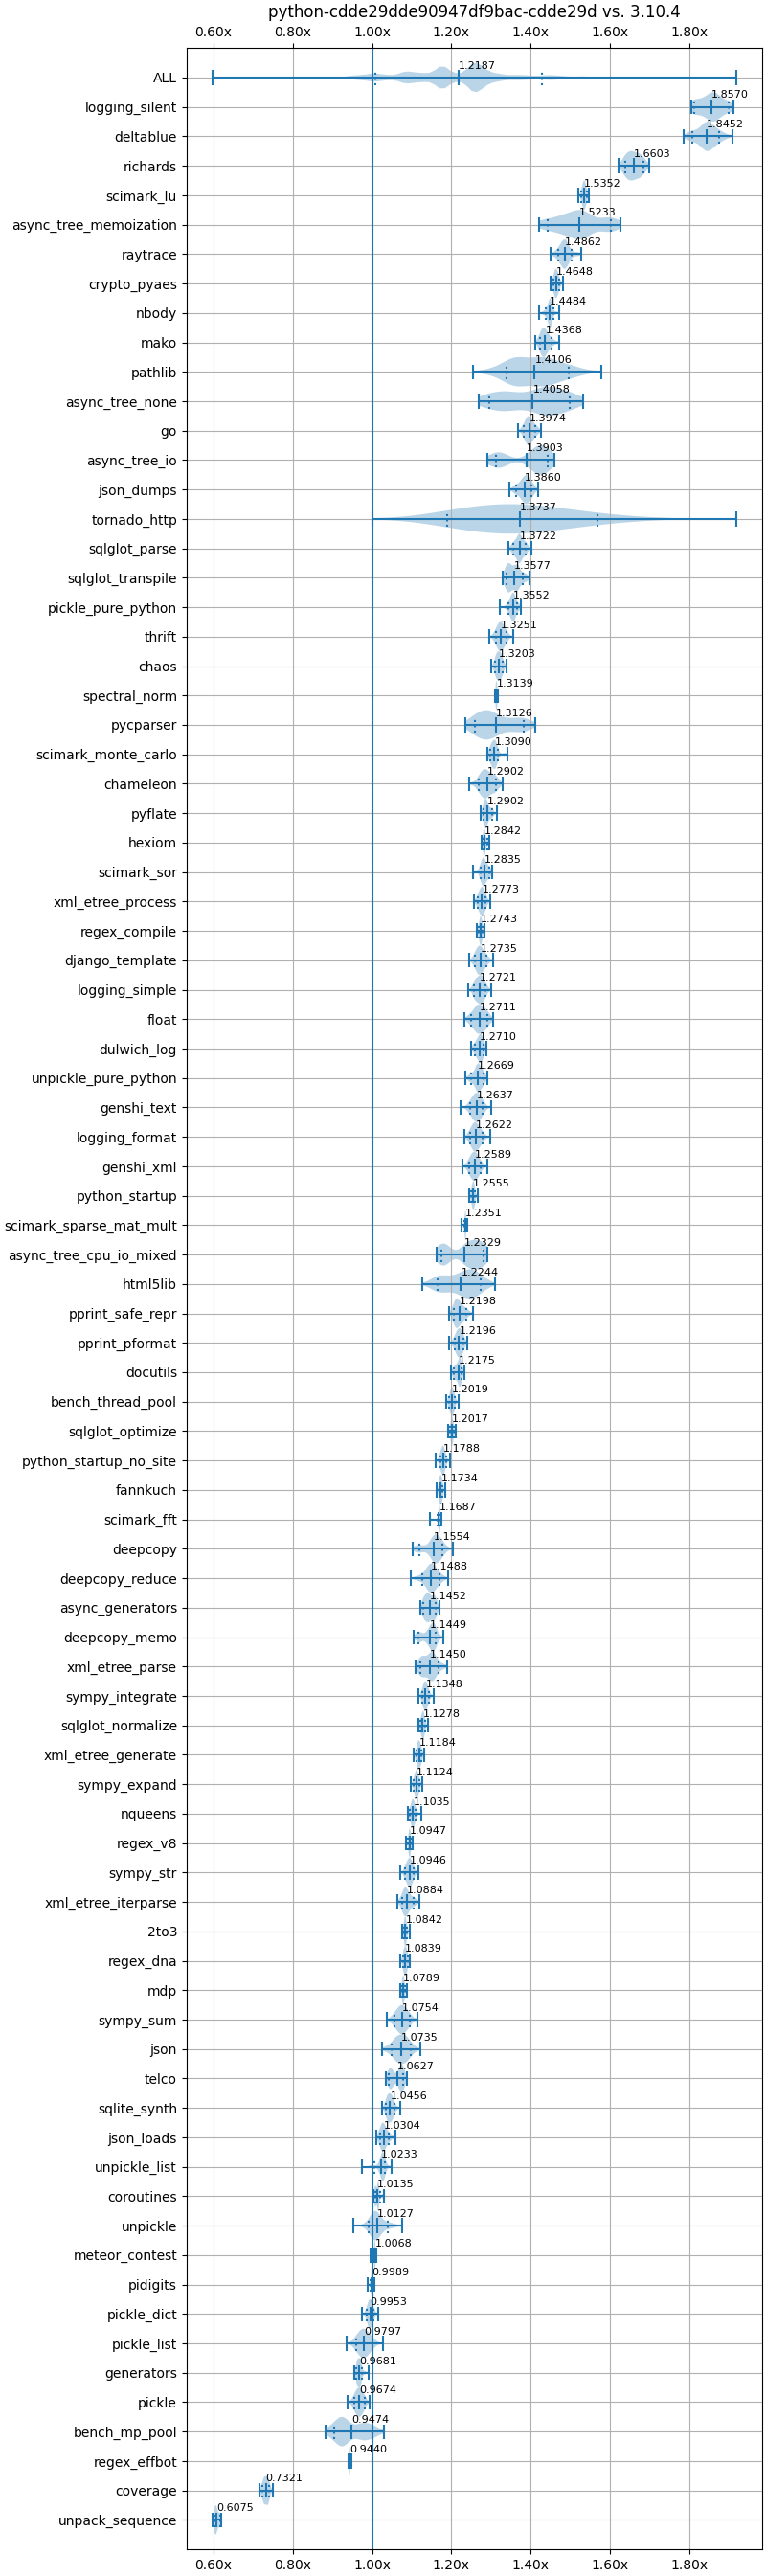 python-cdde29dde90947df9bac-cdde29d vs. 3.10.4
0.60x 0.80x 1.00x 1.20x 1.40x 1.60x 1.80x
ALL 1.2187
logging_silent 1.8570
deltablue 1.8452
richards 1.6603
scimark_lu 1.5352
async_tree_memoization 1.5233
raytrace 1.4862
crypto_pyaes 1.4648
nbody 1.4484
mako 1.4368
pathlib 1.4106
async_tree_none 1.4058
go 1.3974
async_tree_io 1.3903
json_dumps 1.3860
tornado_http 1.3737
sqlglot_parse 1.3722
sqlglot_transpile 1.3577
pickle_pure_python 1.3552
thrift 1.3251
chaos 1.3203
spectral_norm 1.3139
pycparser 1.3126
scimark_monte_carlo 1.3090
chameleon 1.2902
pyflate 1.2902
hexiom 1.2842
scimark_sor 1.2835
xml_etree_process 1.2773
regex_compile 1.2743
django_template 1.2735
logging_simple 1.2721
float 1.2711
dulwich_log 1.2710
unpickle_pure_python 1.2669
genshi_text 1.2637
logging_format 1.2622
genshi_xml 1.2589
python_startup 1.2555
scimark_sparse_mat_mult 1.2351
async_tree_cpu_io_mixed 1.2329
html5lib 1.2244
pprint_safe_repr 1.2198
pprint_pformat 1.2196
docutils 1.2175
bench_thread_pool 1.2019
sqlglot_optimize 1.2017
python_startup_no_site 1.1788
fannkuch 1.1734
scimark_fft 1.1687
deepcopy 1.1554
deepcopy_reduce 1.1488
async_generators 1.1452
deepcopy_memo 1.1449
xml_etree_parse 1.1450
sympy_integrate 1.1348
sqlglot_normalize 1.1278
xml_etree_generate 1.1184
sympy_expand 1.1124
nqueens 1.1035
regex_v8 1.0947
sympy_str 1.0946
xml_etree_iterparse 1.0884
2to3 1.0842
regex_dna 1.0839
mdp 1.0789
sympy_sum 1.0754
json 1.0735
telco 1.0627
sqlite_synth 1.0456
json_loads 1.0304
unpickle_list 1.0233
coroutines 1.0135
unpickle 1.0127
meteor_contest 1.0068
pidigits 0.9989
pickle_dict 0.9953
pickle_list 0.9797
generators 0.9681
pickle 0.9674
bench_mp_pool 0.9474
regex_effbot 0.9440
coverage 0.7321
unpack_sequence 0.6075
0.60x 0.80x 1.00x 1.20x 1.40x 1.60x 1.80x